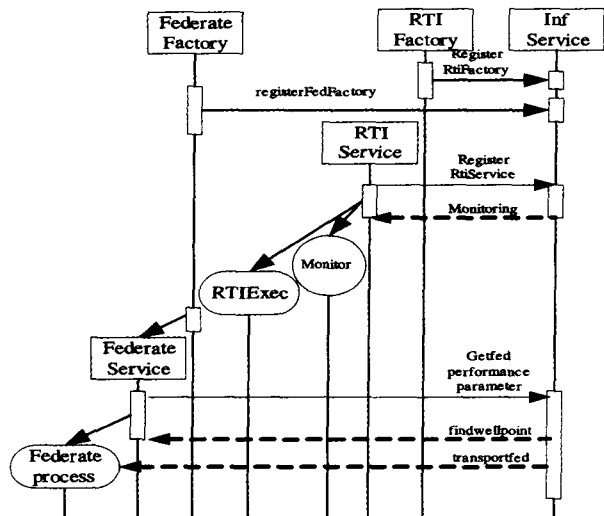 Federate
Factory
RTI
Factory
Inf
Service
Register
RtiFactory
registerFedFactory
RTI
Service
Register
RtiService
Monitoring
Monitor
RTIExec
Federate
Service
Getfed
performance
parameter
findwellpoint
transportfed
Federate
process